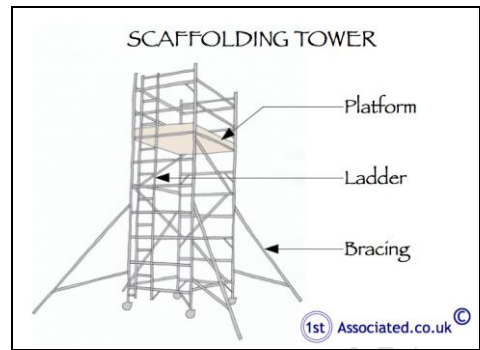 SCAFFOLDING TOWER
Platform
Ladder
Bracing
1st Associated.co.uk ©